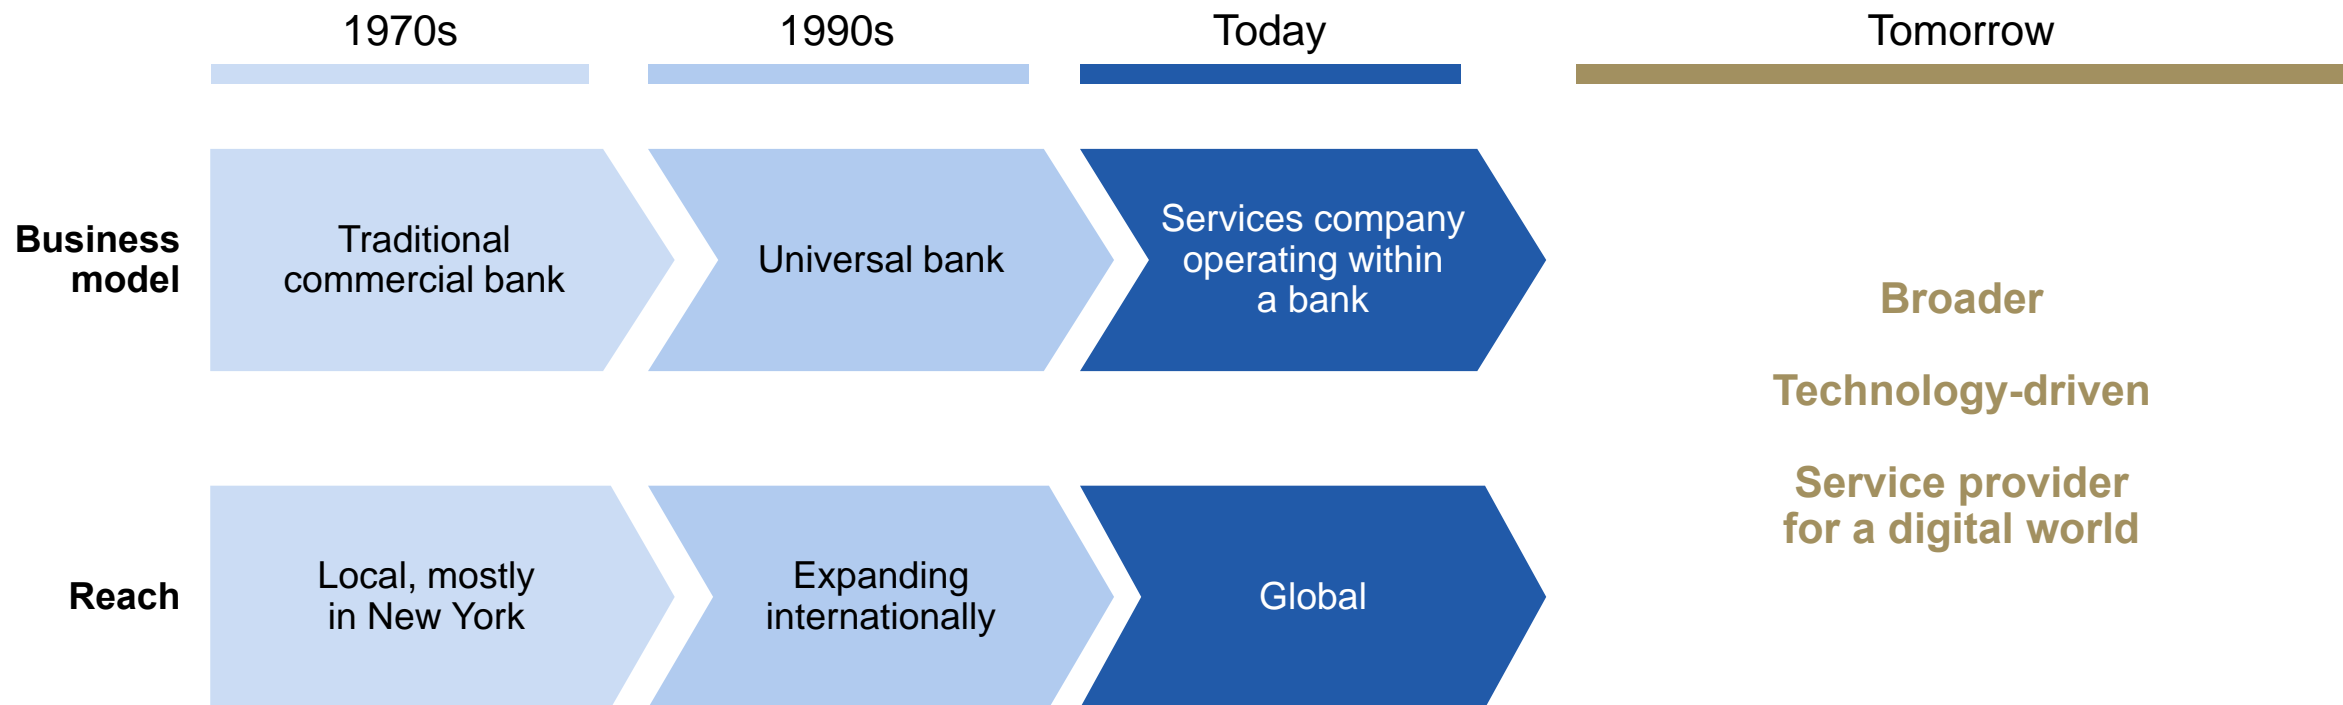 1970s
1990s
Today
Tomorrow
Business
model
Traditional
commercial bank
Universal bank
Services company
operating within
a bank
Reach
Local, mostly
in New York
Expanding
internationally
Global
Broader
Technology-driven
Service provider
for a digital world